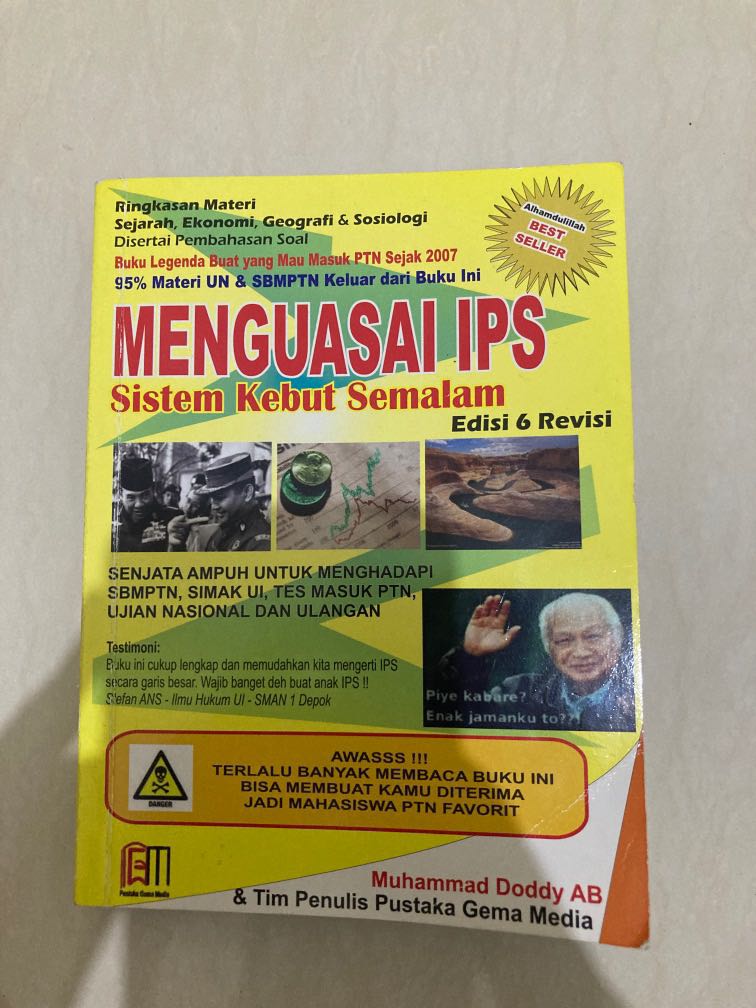 Ringkasan Materi
Sejarah, Ekonomi, Geografi & Sosiologi
Disertai Pembahasan Soal
Buku Legenda Buat yang Mau Masuk PTN Sejak 2007
95% Materi UN & SBMPTN Keluar dari Buku Ini
Alhamdulillah
BEST
SELLER
MENGUASAI IPS
Sistem Kebut Semalam
Edisi 6 Revisi
SENJATA AMPUH UNTUK MENGHADAPI
SBMPTN, SIMAK UI, TES MASUK PTN,
UJIAN NASIONAL DAN ULANGAN
Testimoni:
Buku ini cukup lengkap dan memudahkan kita mengerti IPS
secara garis besar. Wajib banget deh buat anak IPS !!
Stefan ANS - Ilmu Hukum UI - SMAN 1 Depok
Piye kabare?
Enak jamanku to??
AWASSS !!!
TERLALU BANYAK MEMBACA BUKU INI
BISA MEMBUAT KAMU DITERIMA
JADI MAHASISWA PTN FAVORIT
DANGER
Pustaka Gema Media
Muhammad Doddy AB
& Tim Penulis Pustaka Gema Media